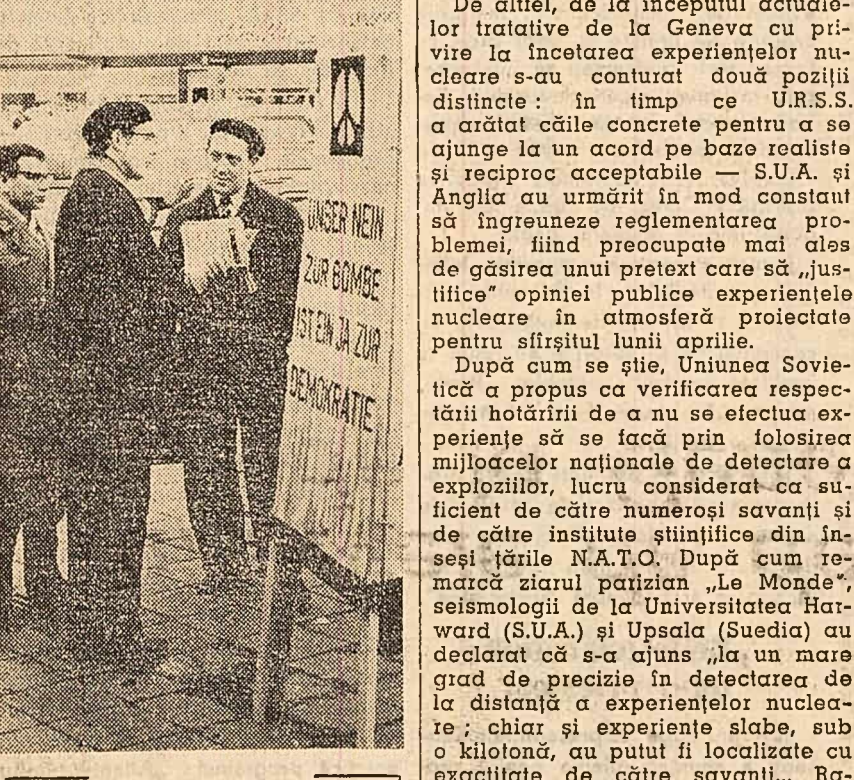 UNSER NEIN
ZUR BOMBE
IST EIN JA ZUR
DEMOKRATIE
De altfel, de la începutul actuale-
lor tratative de la Geneva cu pri-
vire la încetarea experiențelor nu-
cleare s-au conturat două poziții
distincte : în timp ce U.R.S.S.
a arătat căile concrete pentru a se
ajunge la un acord pe baze realiste
și reciproc acceptabile — S.U.A. și
Anglia au urmărit în mod constant
să îngreuneze reglementarea pro-
blemei, fiind preocupate mai ales
de găsirea unui pretext care să „jus-
tifice” opiniei publice experiențele
nucleare în atmosferă proiectate
pentru sfîrșitul lunii aprilie.
După cum se știe, Uniunea Sovie-
tică a propus ca verificarea respec-
tării hotărîrii de a nu se efectua ex-
periențe să se facă prin folosirea
mijloacelor naționale de detectare a
exploziilor, lucru considerat ca su-
ficient de către numeroși savanți și
de către institute științifice din în-
seși țările N.A.T.O. După cum re-
marcă ziarul parizian „Le Monde”,
seismologii de la Universitatea Har-
ward (S.U.A.) și Upsala (Suedia) au
declarat că s-a ajuns „la un mare
grad de precizie în detectarea de
la distanță a experiențelor nuclea-
re ; chiar și experiențe slabe, sub
o kilotonă, au putut fi localizate cu
exactitate de către savanți... Ra-